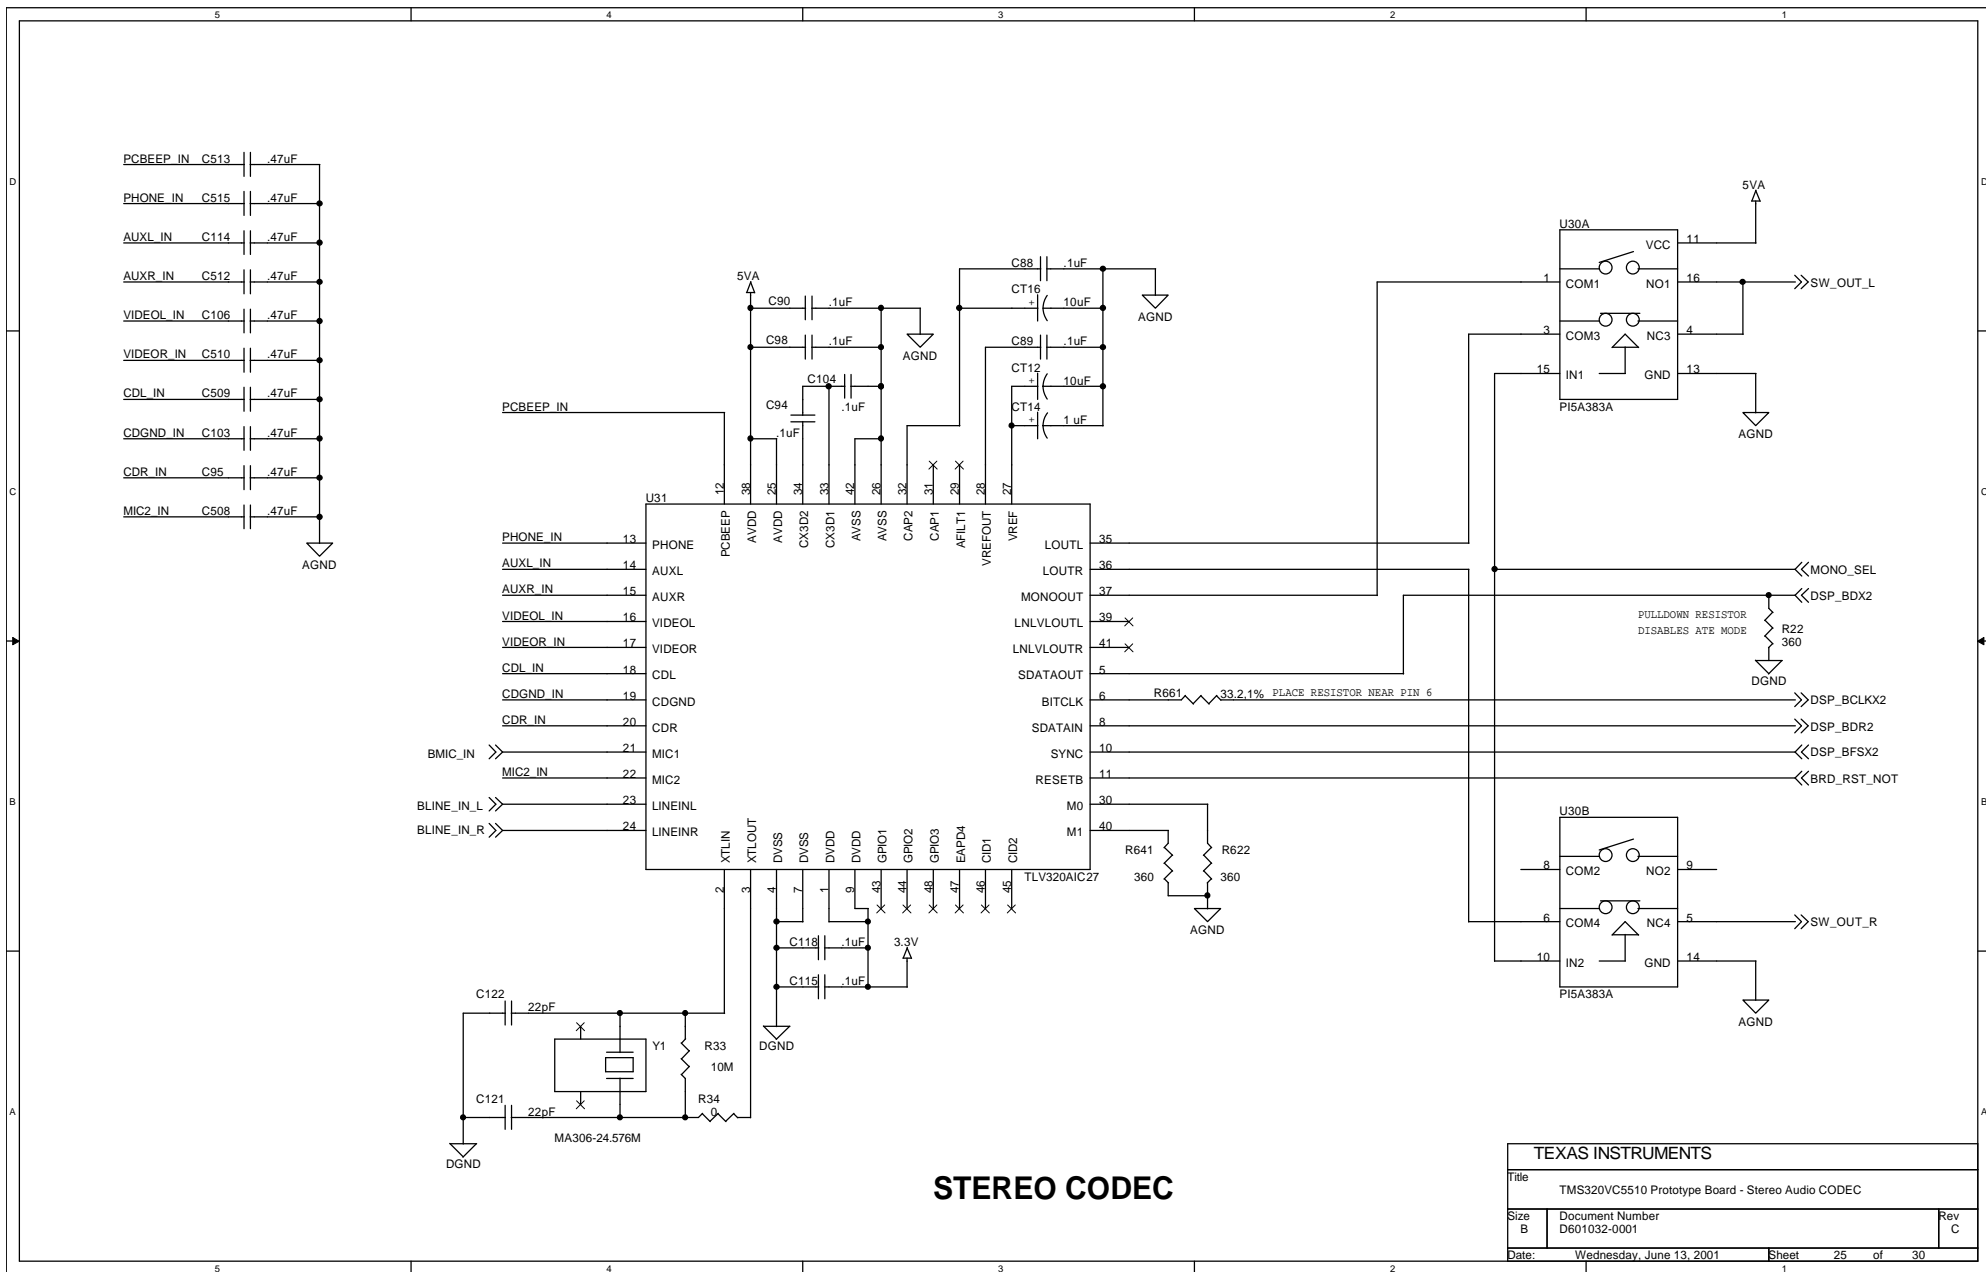 5 4 3 2 1
D
C
B
A
D
C
B
A
PCBEEP_IN C513 .47uF
PHONE_IN C515 .47uF
AUXL_IN C114 .47uF
AUXR_IN C512 .47uF
VIDEOL_IN C106 .47uF
VIDEOR_IN C510 .47uF
CDL_IN C509 .47uF
CDGND_IN C103 .47uF
CDR_IN C95 .47uF
MIC2_IN C508 .47uF
AGND
5VA
C90 .1uF
C98 .1uF
C104 .1uF
C94 .1uF
AGND
C88 .1uF
CT16 + 10uF
C89 .1uF
CT12 + 10uF
CT14 + 1 uF
AGND
PCBEEP_IN
U31
12 38 25 34 33 42 26 32 31 29 28 27
PCBEEP AVDD AVDD CX3D2 CX3D1 AVSS AVSS CAP2 CAP1 AFILT1 VREFOUT VREF
PHONE_IN 13 PHONE
AUXL_IN 14 AUXL
AUXR_IN 15 AUXR
VIDEOL_IN 16 VIDEOL
VIDEOR_IN 17 VIDEOR
CDL_IN 18 CDL
CDGND_IN 19 CDGND
CDR_IN 20 CDR
BMIC_IN 21 MIC1
MIC2_IN 22 MIC2
BLINE_IN_L 23 LINEINL
BLINE_IN_R 24 LINEINR
LOUTL 35
LOUTR 36
MONOOUT 37
LNLVLOUTL 39
LNLVLOUTR 41
SDATAOUT 5
BITCLK 6
SDATAIN 8
SYNC 10
RESETB 11
M0 30
M1 40
XTLIN XTLOUT DVSS DVSS DVDD DVDD GPIO1 GPIO2 GPIO3 EAPD4 CID1 CID2
2 3 4 7 1 9 43 44 48 47 46 45
TLV320AIC27
R661 33.2,1% PLACE RESISTOR NEAR PIN 6
R641
360
R622
360
AGND
C118 .1uF
C115 .1uF
3.3V
DGND
C122 22pF
Y1
R33
10M
C121 22pF
R34
0
MA306-24.576M
DGND
5VA
U30A
VCC 11
1 COM1 NO1 16
SW_OUT_L
3 COM3 NC3 4
15 IN1 GND 13
PI5A383A
AGND
MONO_SEL
DSP_BDX2
PULLDOWN RESISTOR
DISABLES ATE MODE
R22
360
DGND
DSP_BCLKX2
DSP_BDR2
DSP_BFSX2
BRD_RST_NOT
U30B
8 COM2 NO2 9
6 COM4 NC4 5
SW_OUT_R
10 IN2 GND 14
PI5A383A
AGND
STEREO CODEC
TEXAS INSTRUMENTS
Title
TMS320VC5510 Prototype Board - Stereo Audio CODEC
Size Document Number Rev
B D601032-0001 C
Date: Wednesday, June 13, 2001 Sheet 25 of 30
5 4 3 2 1